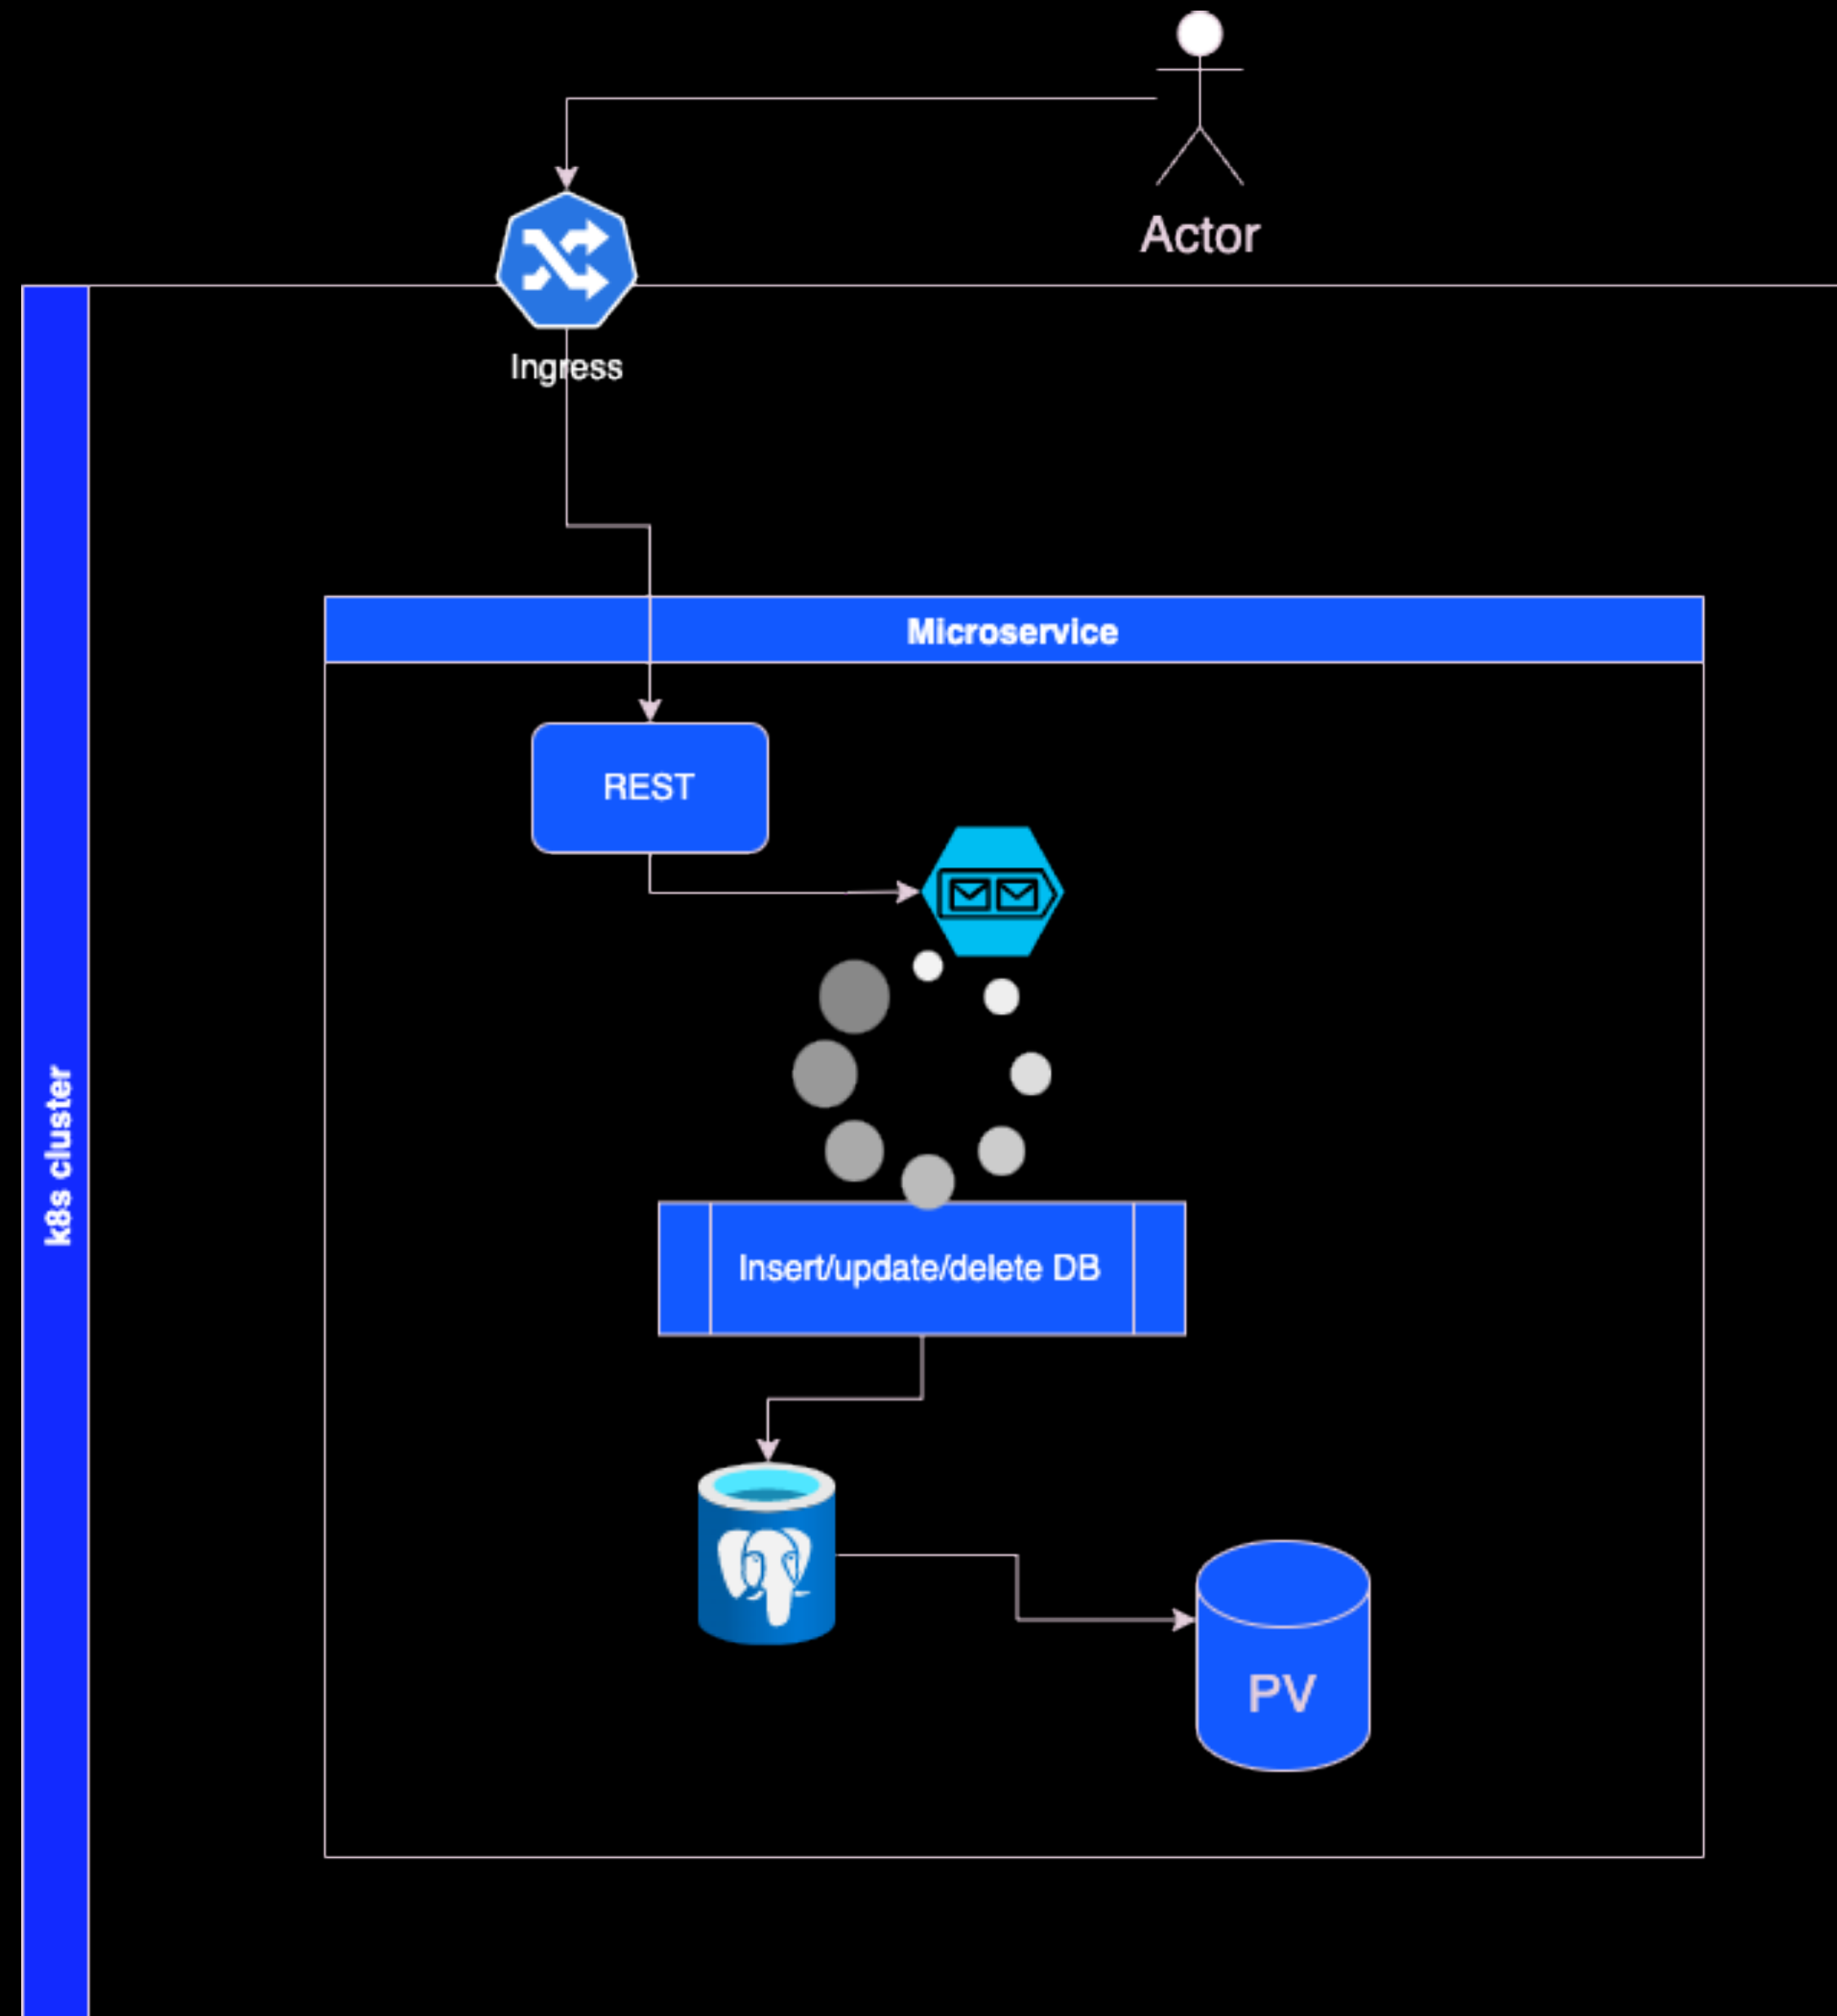 Actor
Ingress
Microservice
REST
k8s cluster
Insert/update/delete DB
PV